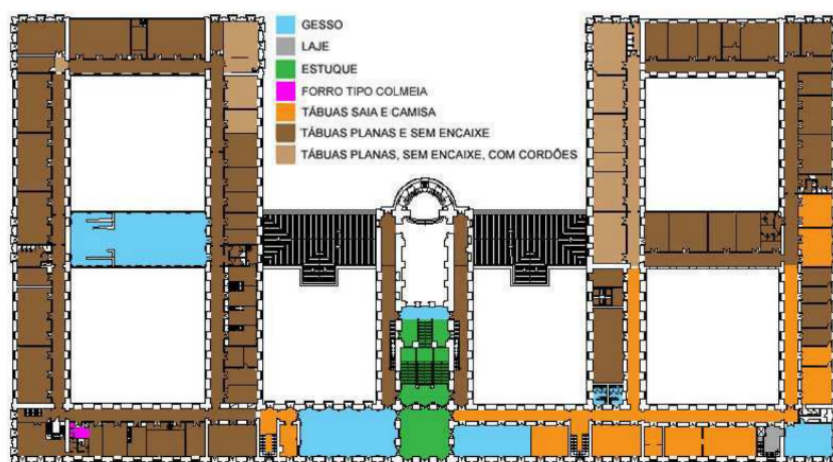 GESSO
LAJE
ESTUQUE
FORRO TIPO COLMEIA
TÁBUAS SAIA E CAMISA
TÁBUAS PLANAS E SEM ENCAIXE
TÁBUAS PLANAS, SEM ENCAIXE, COM CORDÕES